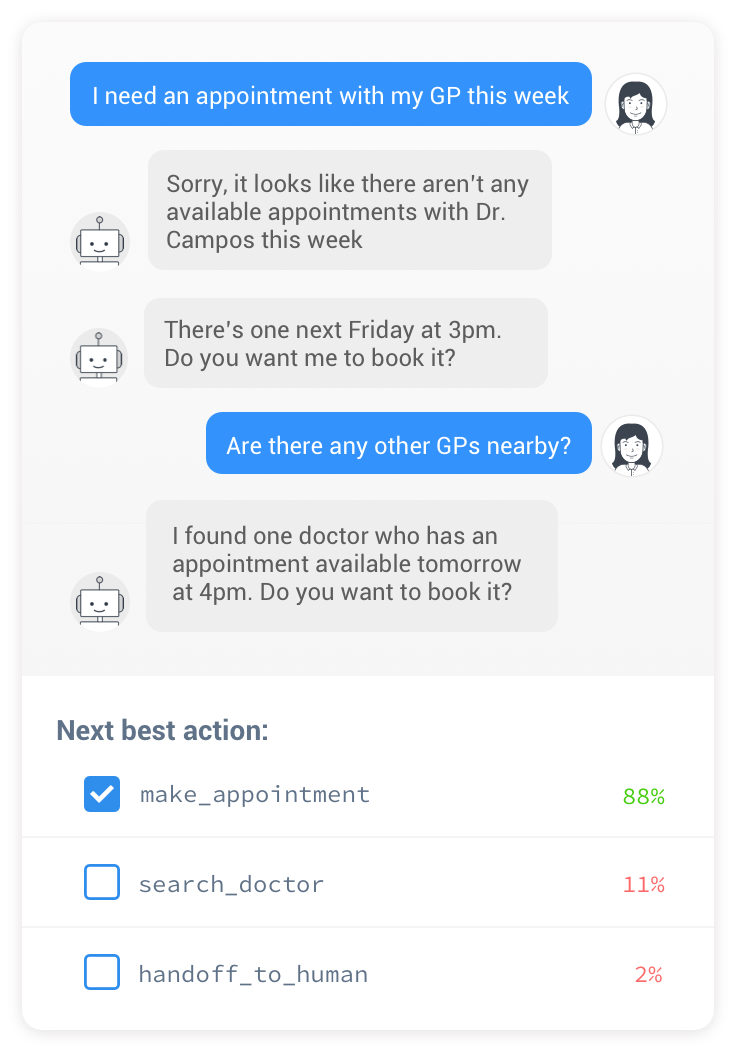 I need an appointment with my GP this week
Sorry, it looks like there aren't any
available appointments with Dr.
Campos this week
There's one next Friday at 3pm.
Do you want me to book it?
Are there any other GPs nearby?
I found one doctor who has an
appointment available tomorrow
at 4pm. Do you want to book it?
Next best action:
make_appointment 88%
search_doctor 11%
handoff_to_human 2%